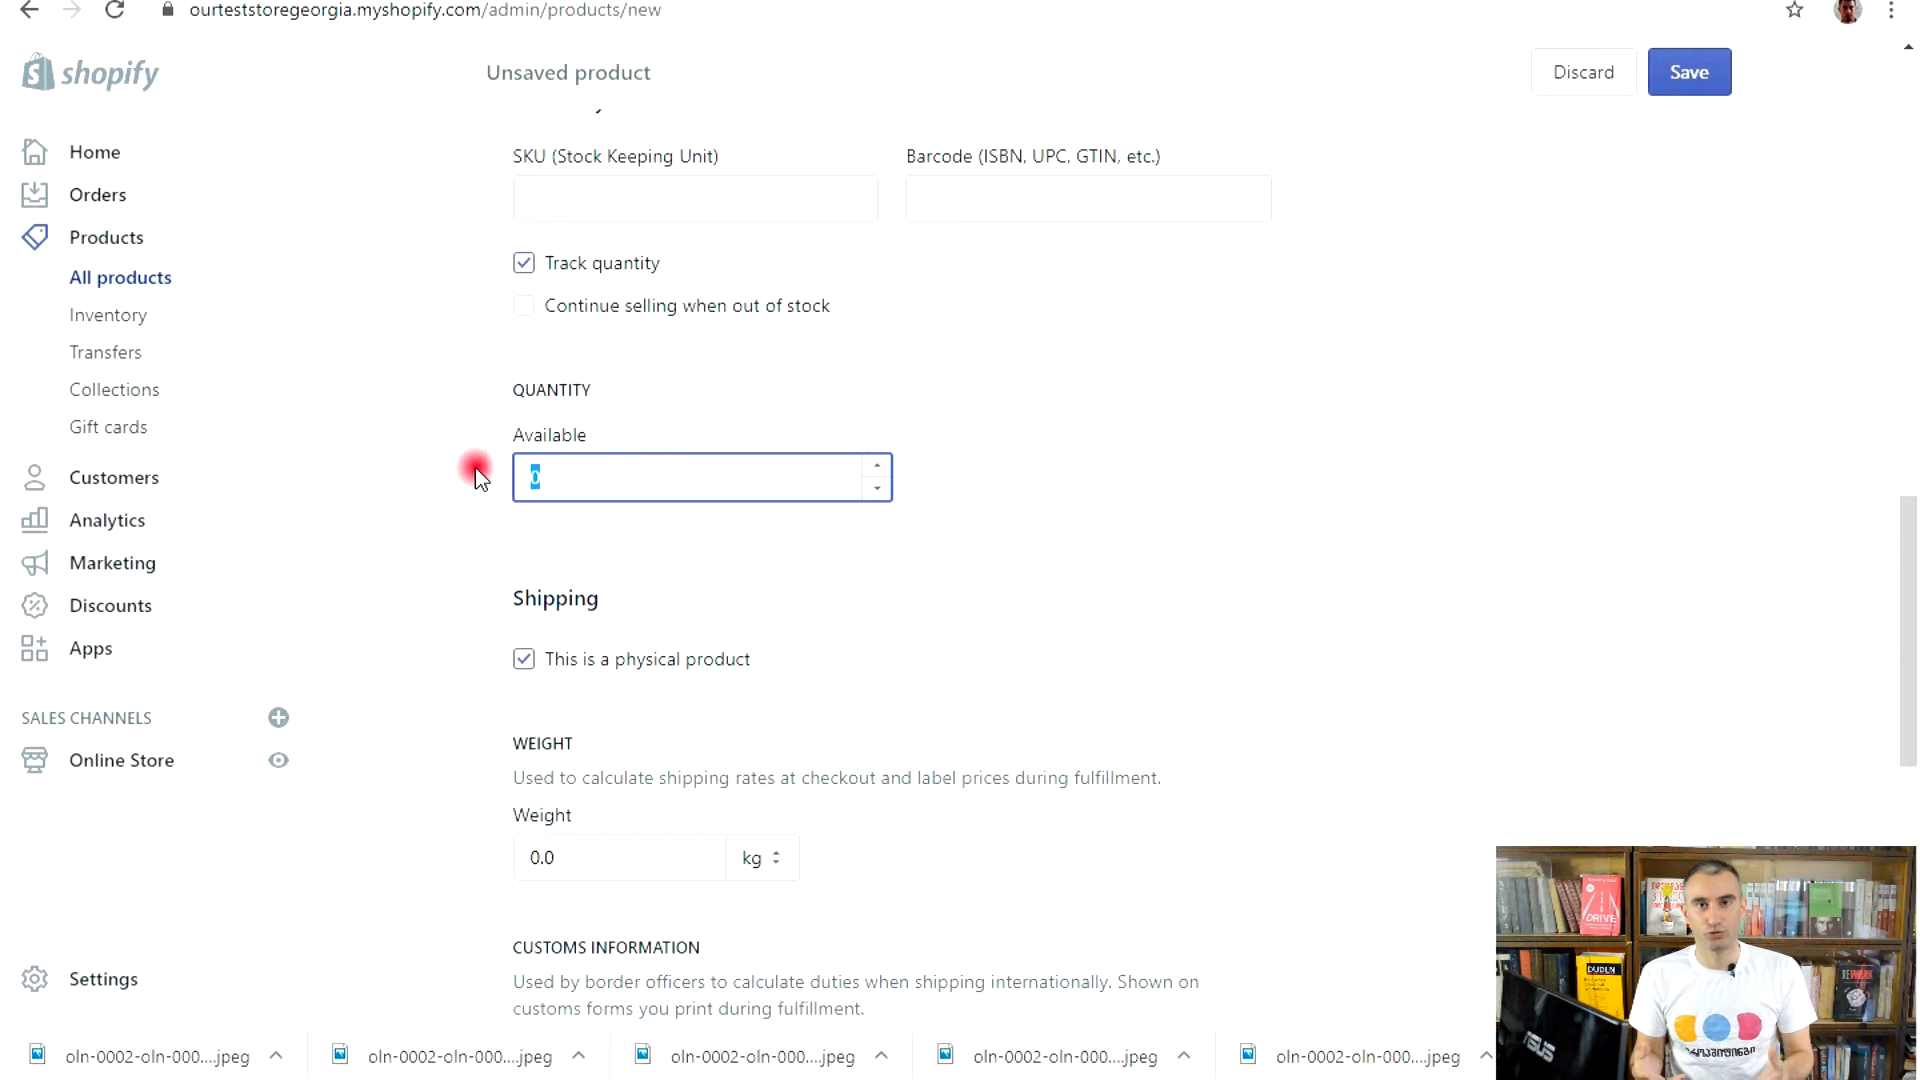 ourteststoregeorgia.myshopify.com/admin/products/new
shopify
Unsaved product
Discard
Save
Home
Orders
Products
All products
Inventory
Transfers
Collections
Gift cards
Customers
Analytics
Marketing
Discounts
Apps
SALES CHANNELS
Online Store
Settings
SKU (Stock Keeping Unit)
Barcode (ISBN, UPC, GTIN, etc.)
Track quantity
Continue selling when out of stock
QUANTITY
Available
0
Shipping
This is a physical product
WEIGHT
Used to calculate shipping rates at checkout and label prices during fulfillment.
Weight
0.0
kg
CUSTOMS INFORMATION
Used by border officers to calculate duties when shipping internationally. Shown on
customs forms you print during fulfillment.
DRIVE
DUDEN
REWORK
ASUS
oln-0002-oln-000....jpeg
oln-0002-oln-000....jpeg
oln-0002-oln-000....jpeg
oln-0002-oln-000....jpeg
oln-0002-oln-000....jpeg